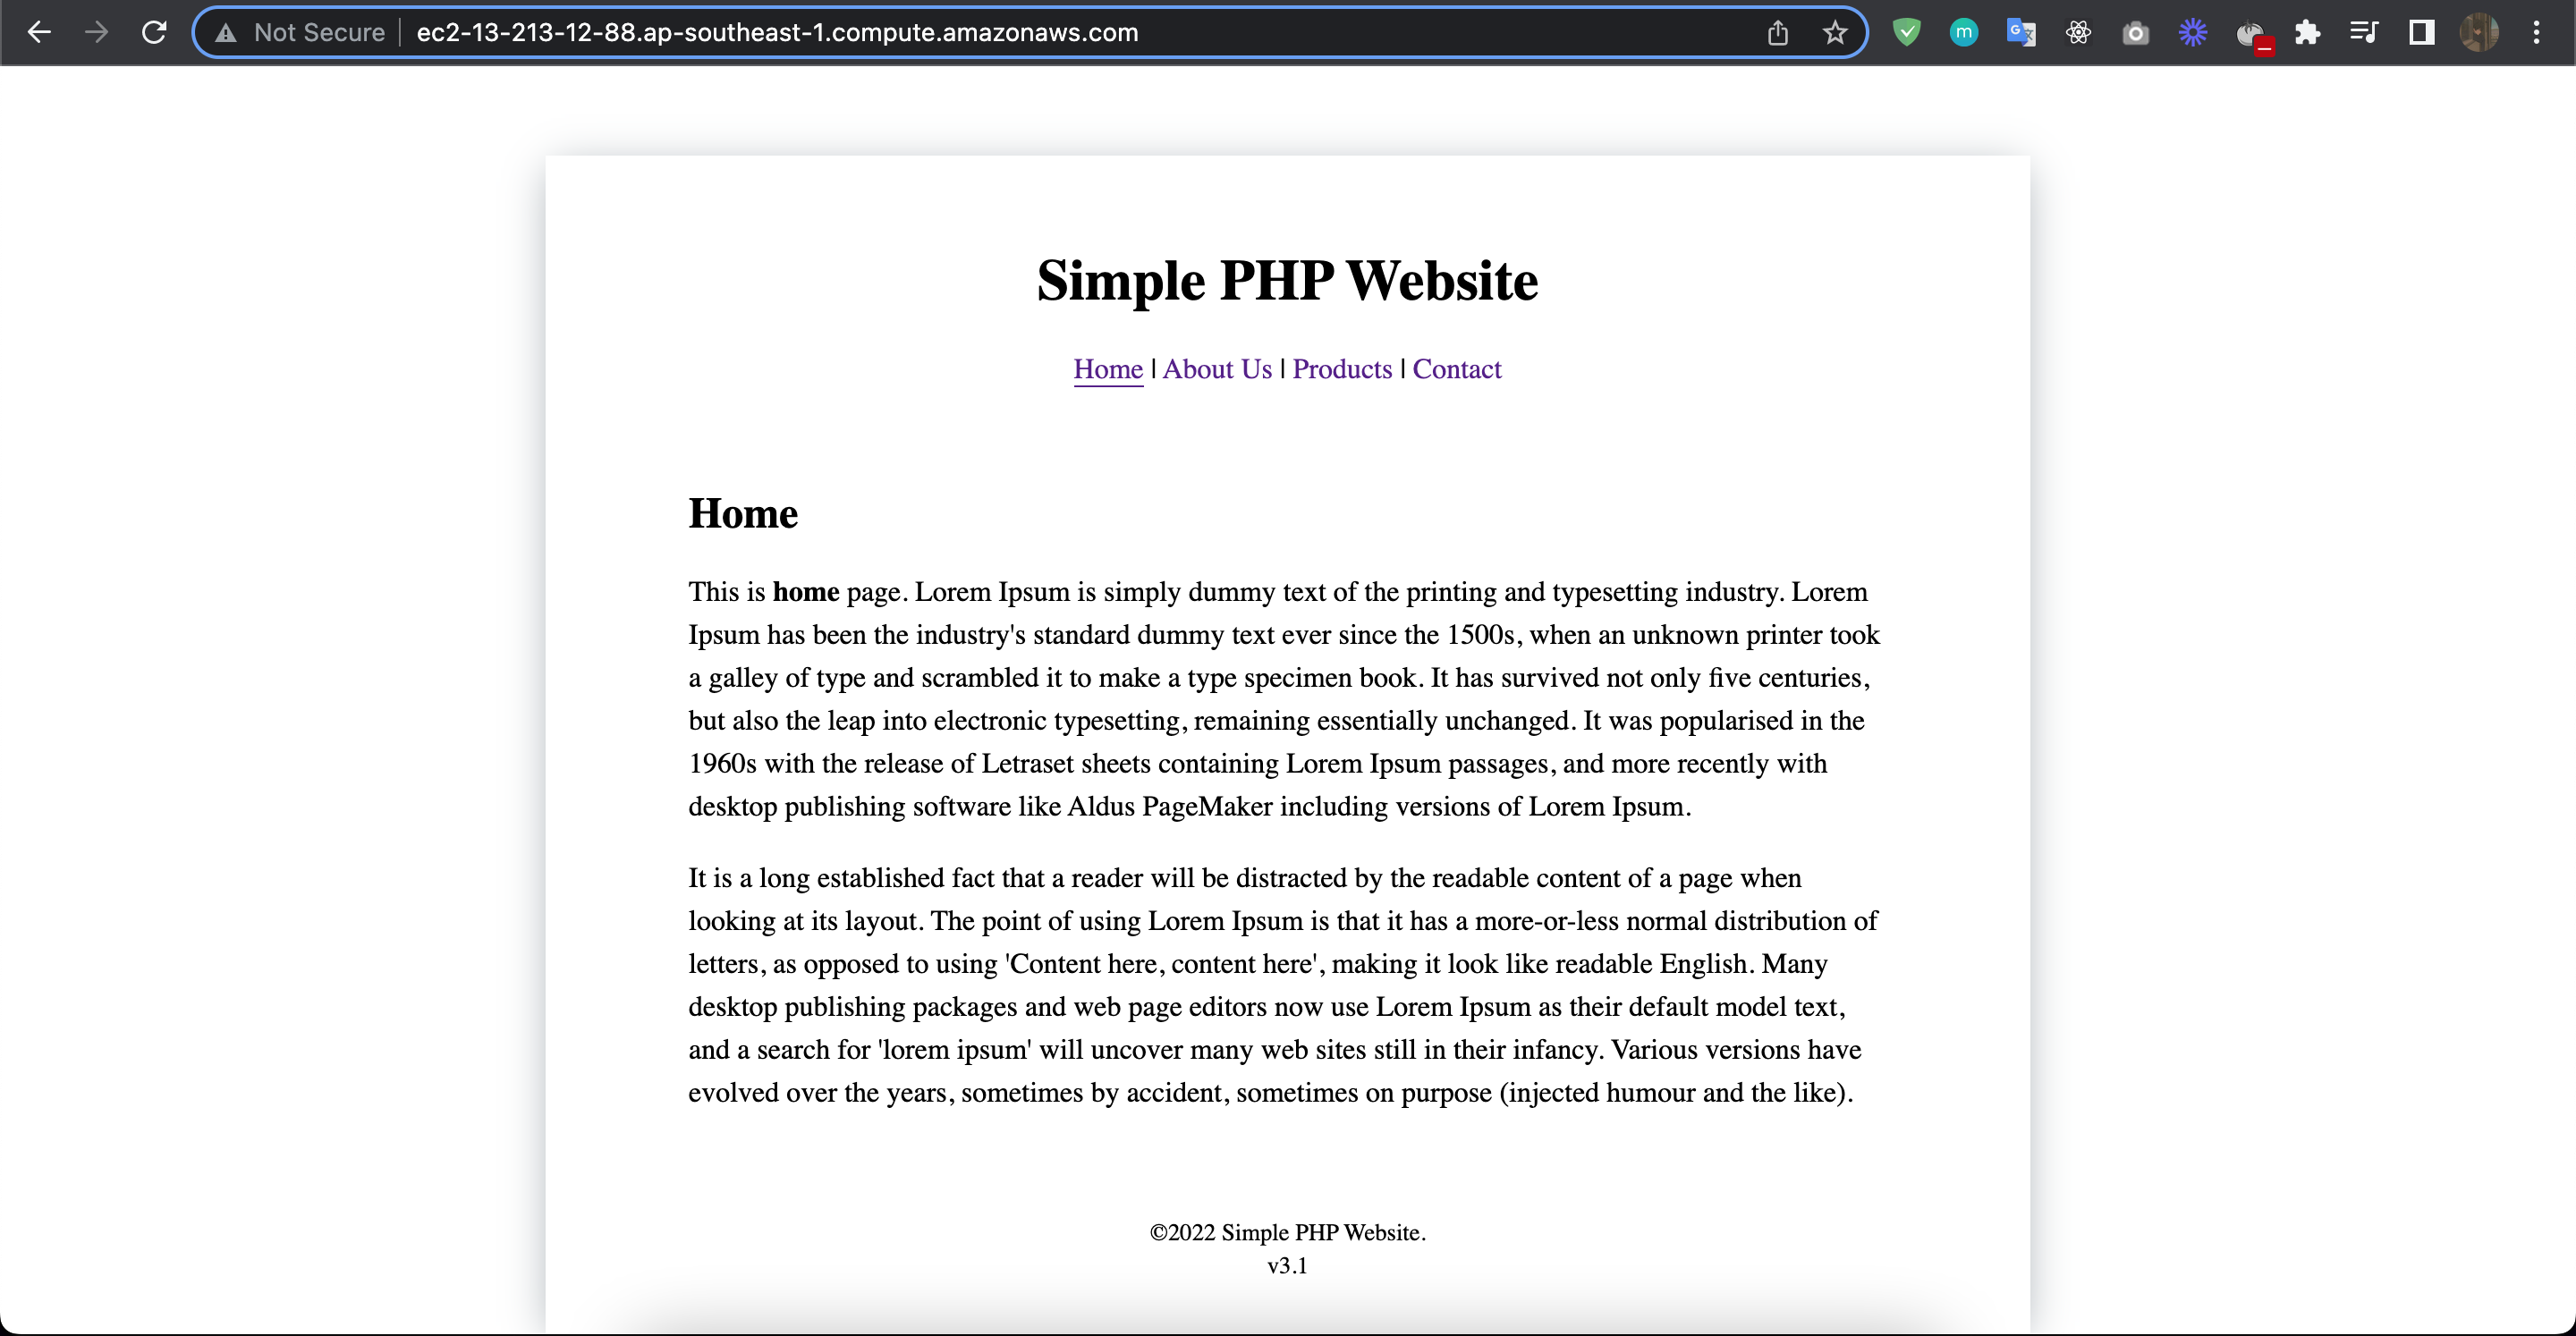 Not Secure | ec2-13-213-12-88.ap-southeast-1.compute.amazonaws.com
m
G
Simple PHP Website
Home | About Us | Products | Contact
Home
This is home page. Lorem Ipsum is simply dummy text of the printing and typesetting industry. Lorem
Ipsum has been the industry's standard dummy text ever since the 1500s, when an unknown printer took
a galley of type and scrambled it to make a type specimen book. It has survived not only five centuries,
but also the leap into electronic typesetting, remaining essentially unchanged. It was popularised in the
1960s with the release of Letraset sheets containing Lorem Ipsum passages, and more recently with
desktop publishing software like Aldus PageMaker including versions of Lorem Ipsum.
It is a long established fact that a reader will be distracted by the readable content of a page when
looking at its layout. The point of using Lorem Ipsum is that it has a more-or-less normal distribution of
letters, as opposed to using 'Content here, content here', making it look like readable English. Many
desktop publishing packages and web page editors now use Lorem Ipsum as their default model text,
and a search for 'lorem ipsum' will uncover many web sites still in their infancy. Various versions have
evolved over the years, sometimes by accident, sometimes on purpose (injected humour and the like).
©2022 Simple PHP Website.
v3.1